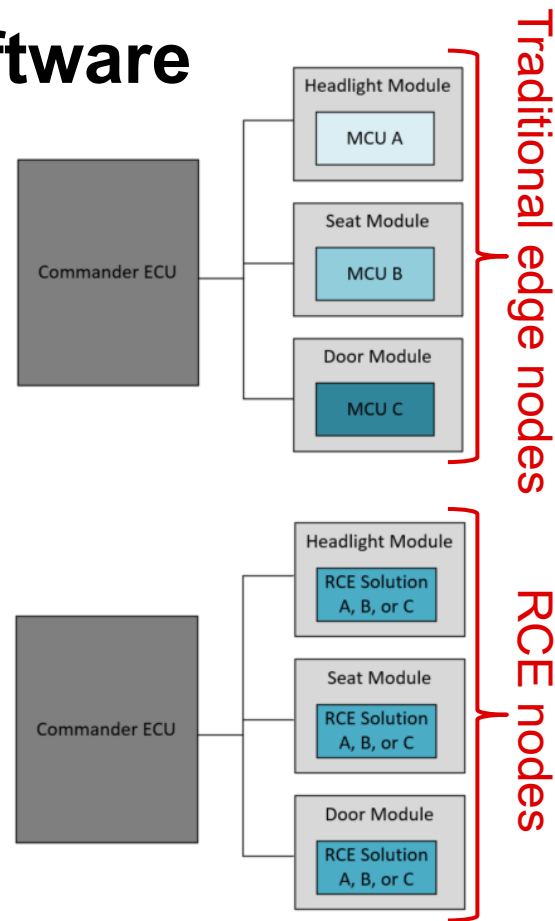 ftware
Headlight Module
MCU A
Seat Module
MCU B
Door Module
MCU C
Commander ECU
Traditional edge nodes
Headlight Module
RCE Solution
A, B, or C
Seat Module
RCE Solution
A, B, or C
Door Module
RCE Solution
A, B, or C
Commander ECU
RCE nodes